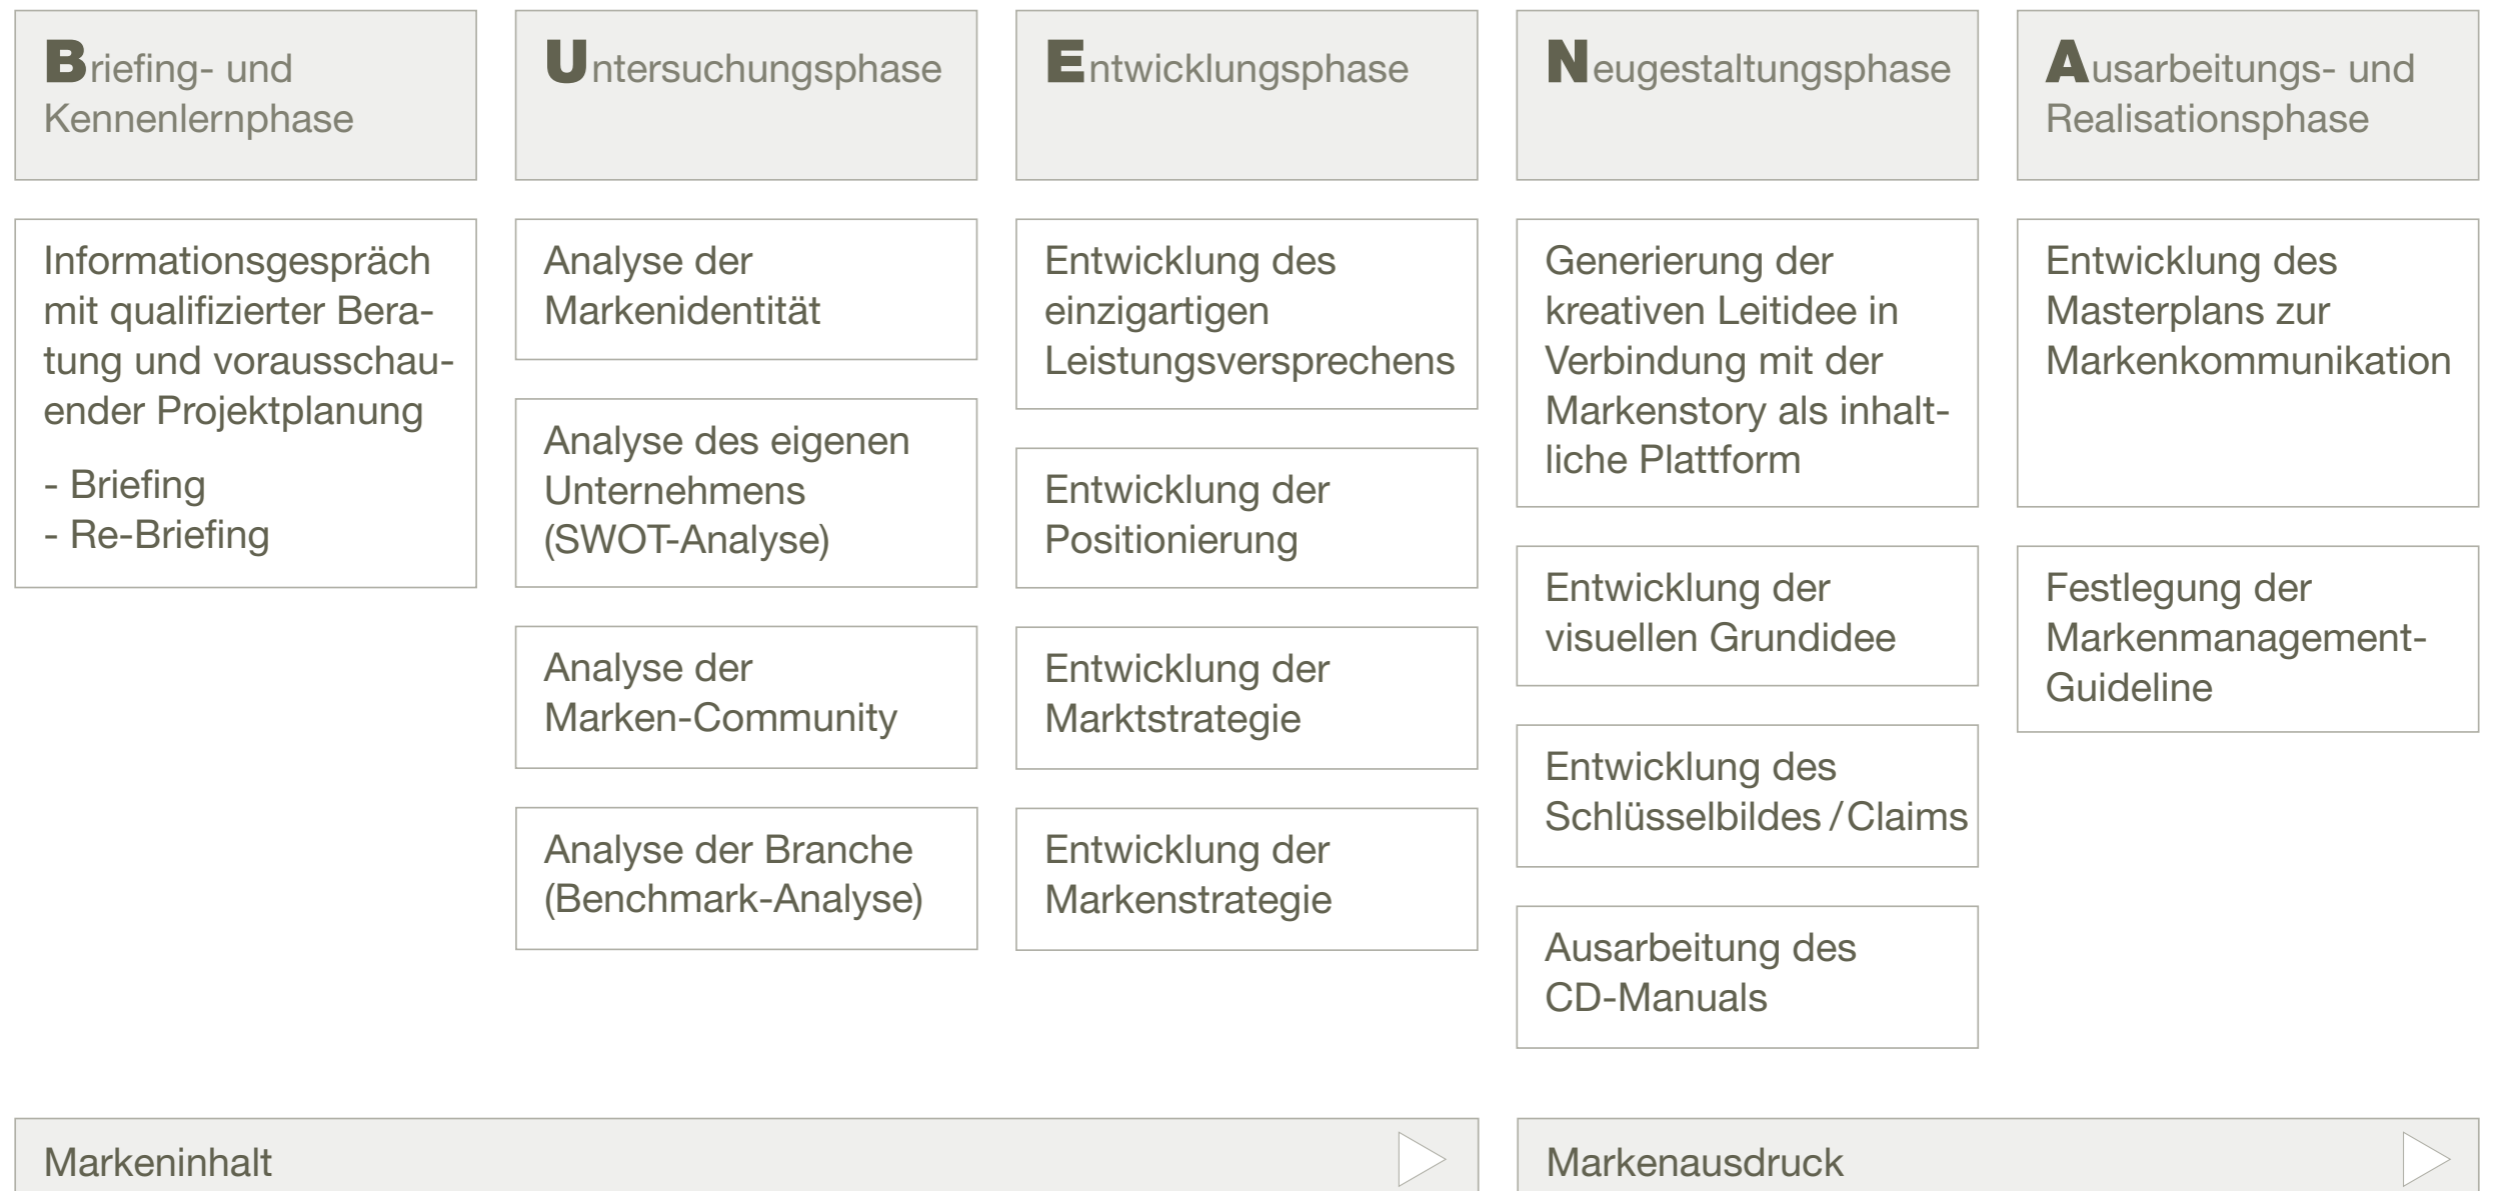 Briefing- und
Kennenlernphase
Informationsgespräch
mit qualifizierter Bera-
tung und vorausschau-
ender Projektplanung
- Briefing
- Re-Briefing
Untersuchungsphase
Analyse der
Markenidentität
Analyse des eigenen
Unternehmens
(SWOT-Analyse)
Analyse der
Marken-Community
Analyse der Branche
(Benchmark-Analyse)
Entwicklungsphase
Entwicklung des
einzigartigen
Leistungsversprechens
Entwicklung der
Positionierung
Entwicklung der
Marktstrategie
Entwicklung der
Markenstrategie
Neugestaltungsphase
Generierung der
kreativen Leitidee in
Verbindung mit der
Markenstory als inhalt-
liche Plattform
Entwicklung der
visuellen Grundidee
Entwicklung des
Schlüsselbildes / Claims
Ausarbeitung des
CD-Manuals
Ausarbeitungs- und
Realisationsphase
Entwicklung des
Masterplans zur
Markenkommunikation
Festlegung der
Markenmanagement-
Guideline
Markeninhalt
Markenausdruck